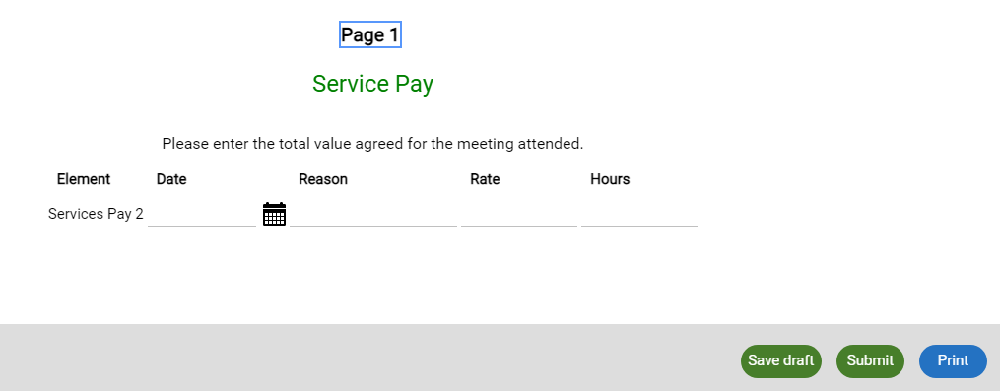 Page 1
Service Pay
Please enter the total value agreed for the meeting attended.
Element Date Reason Rate Hours
Services Pay 2
Save draft Submit Print